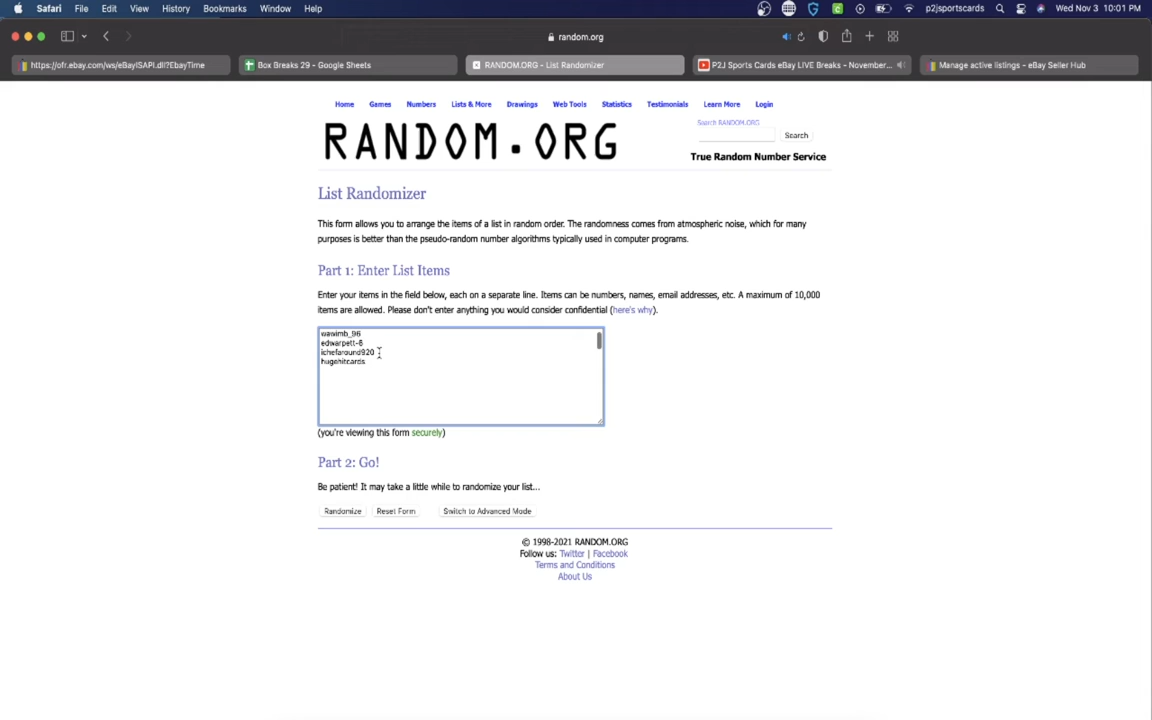 Safari File Edit View History Bookmarks Window Help p2jsportscards Wed Nov 3 10:01 PM
random.org
https://ofr.ebay.com/ws/eBayISAPI.dll?EbayTime
Box Breaks 29 - Google Sheets
RANDOM.ORG - List Randomizer
P2J Sports Cards eBay LIVE Breaks - November...
Manage active listings - eBay Seller Hub
Home Games Numbers Lists & More Drawings Web Tools Statistics Testimonials Learn More Login
Search RANDOM.ORG
RANDOM.ORG
Search
True Random Number Service
List Randomizer
This form allows you to arrange the items of a list in random order. The randomness comes from atmospheric noise, which for many
purposes is better than the pseudo-random number algorithms typically used in computer programs.
Part 1: Enter List Items
Enter your items in the field below, each on a separate line. Items can be numbers, names, email addresses, etc. A maximum of 10,000
items are allowed. Please don't enter anything you would consider confidential (here's why).
wawimb_96
edwarpett-6
ichefaround920
hugehitcards
(you're viewing this form securely)
Part 2: Go!
Be patient! It may take a little while to randomize your list...
Randomize Reset Form Switch to Advanced Mode
© 1998-2021 RANDOM.ORG
Follow us: Twitter | Facebook
Terms and Conditions
About Us